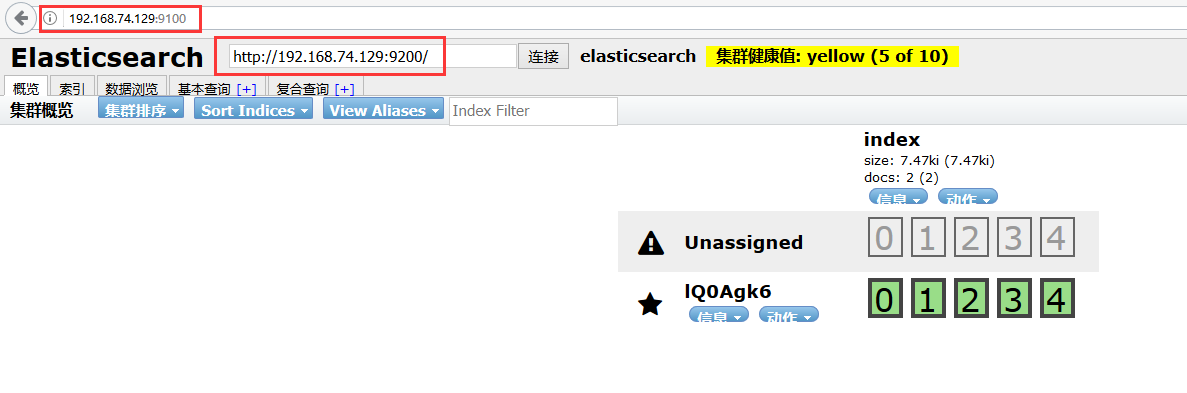 192.168.74.129:9100
Elasticsearch http://192.168.74.129:9200/ 连接 elasticsearch 集群健康值: yellow (5 of 10)
概览 索引 数据浏览 基本查询 [+] 复合查询 [+]
集群概览 集群排序 Sort Indices View Aliases Index Filter
index
size: 7.47ki (7.47ki)
docs: 2 (2)
信息 动作
Unassigned 0 1 2 3 4
lQ0Agk6 0 1 2 3 4
信息 动作